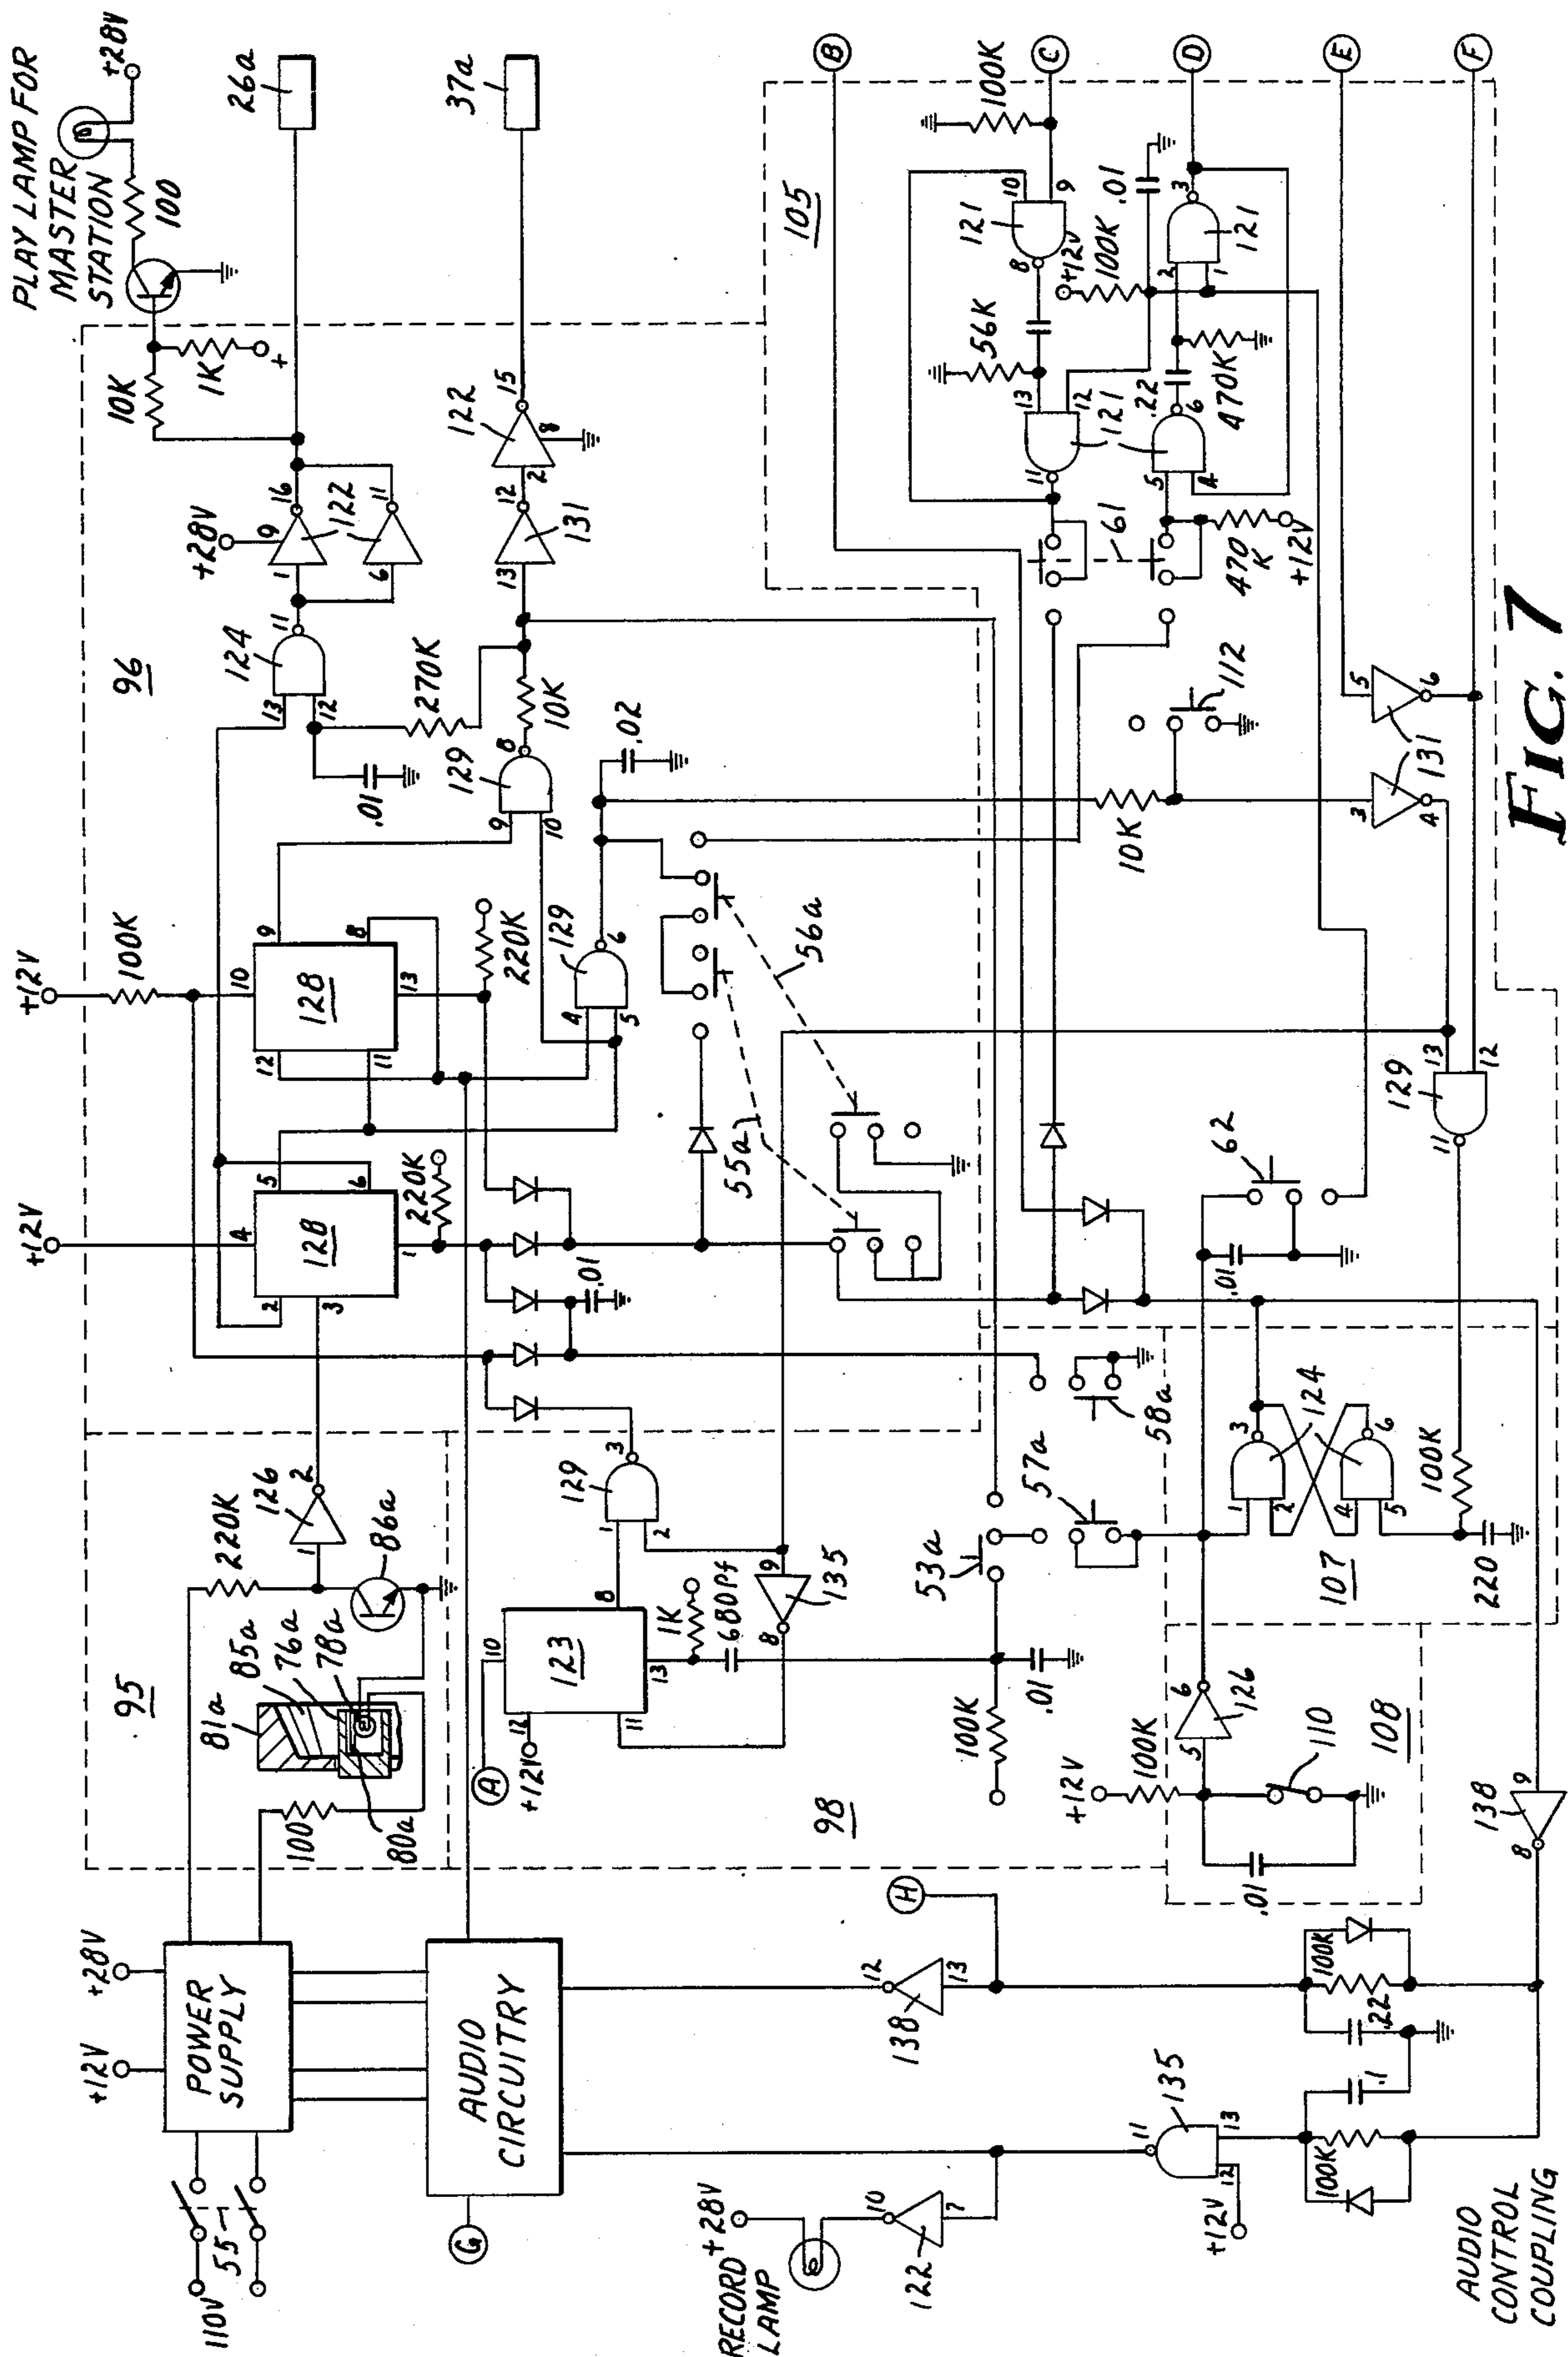 PLAY LAMP FOR
MASTER
STATION
+28V
100
10K
1K
+
26a
37a
+28V
9
1
16
122
6
11
124
13
12
11
96
270K
.01
10K
129
9
10
8
.02
13
12
131
122
2
15
8
+12V
100K
10
9
8
128
12
11
13
220K
129
4
5
6
+12V
4
5
6
128
2
3
1
220K
.01
55a
56a
95
220K
126
1
2
86a
81a
85a
76a
78a
80a
100
+12V
+28V
POWER
SUPPLY
110V
55
AUDIO
CIRCUITRY
G
A
+12V
12
10
8
123
11
13
1K
680Pf
129
1
2
3
135
9
8
98
100K
.01
53a
57a
58a
105
B
C
D
E
F
100K
121
10
9
8
56K
+12V
100K
.01
13
12
11
121
.22
470K
5
4
6
2
1
3
121
61
470
K
+12V
112
10K
131
3
4
5
6
129
13
12
11
62
.01
107
124
1
2
3
4
5
6
100K
220
108
+12V
100K
5
6
126
110
.01
138
9
8
H
138
12
13
100K
.22
.1
100K
135
11
12
13
+12V
RECORD
LAMP
+28V
10
7
122
AUDIO
CONTROL
COUPLING
FIG. 7